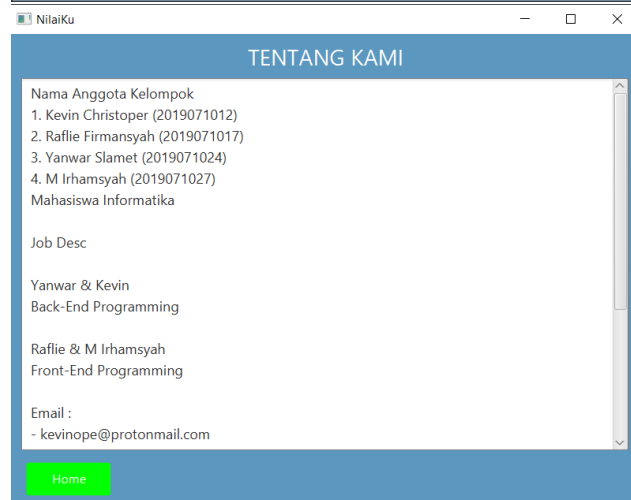 NilaiKu
TENTANG KAMI
Nama Anggota Kelompok
1. Kevin Christoper (2019071012)
2. Raflie Firmansyah (2019071017)
3. Yanwar Slamet (2019071024)
4. M Irhamsyah (2019071027)
Mahasiswa Informatika
Job Desc
Yanwar & Kevin
Back-End Programming
Raflie & M Irhamsyah
Front-End Programming
Email :
- kevinope@protonmail.com
Home